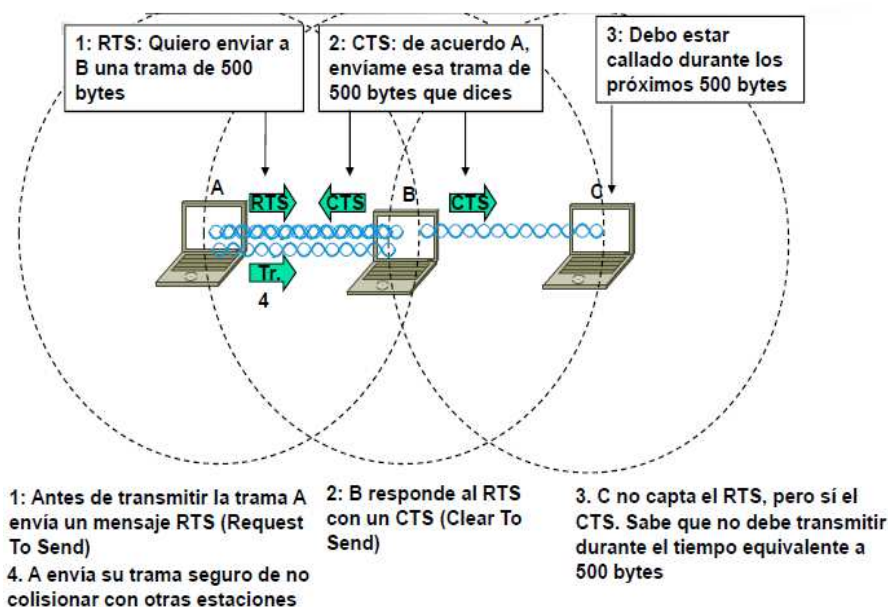 1: RTS: Quiero enviar a
B una trama de 500
bytes
2: CTS: de acuerdo A,
envíame esa trama de
500 bytes que dices
3: Debo estar
callado durante los
próximos 500 bytes
A
RTS
CTS
B
CTS
C
Tr.
4
1: Antes de transmitir la trama A
envía un mensaje RTS (Request
To Send)
4. A envía su trama seguro de no
colisionar con otras estaciones
2: B responde al RTS
con un CTS (Clear To
Send)
3. C no capta el RTS, pero sí el
CTS. Sabe que no debe transmitir
durante el tiempo equivalente a
500 bytes